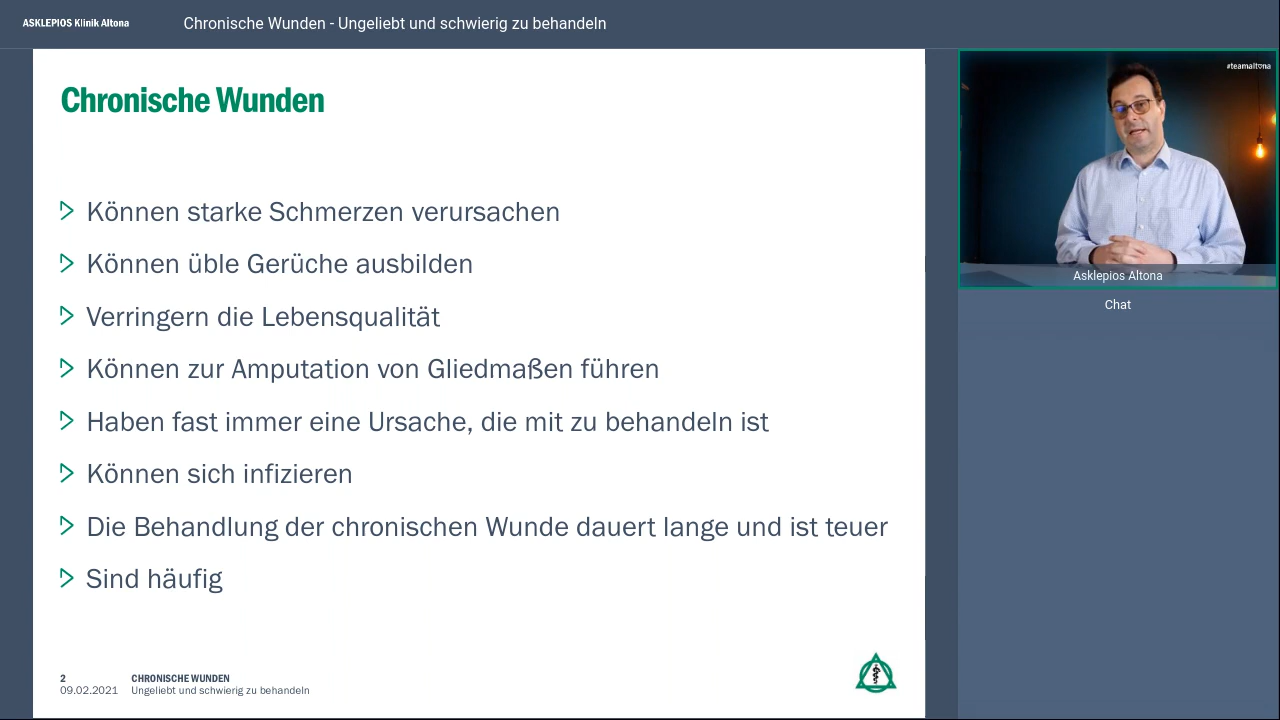 ASKLEPIOS Klinik Altona
Chronische Wunden - Ungeliebt und schwierig zu behandeln
#teamaltona
Chronische Wunden
Können starke Schmerzen verursachen
Können üble Gerüche ausbilden
Verringern die Lebensqualität
Können zur Amputation von Gliedmaßen führen
Haben fast immer eine Ursache, die mit zu behandeln ist
Können sich infizieren
Die Behandlung der chronischen Wunde dauert lange und ist teuer
Sind häufig
2 CHRONISCHE WUNDEN
09.02.2021 Ungeliebt und schwierig zu behandeln
Asklepios Altona
Chat